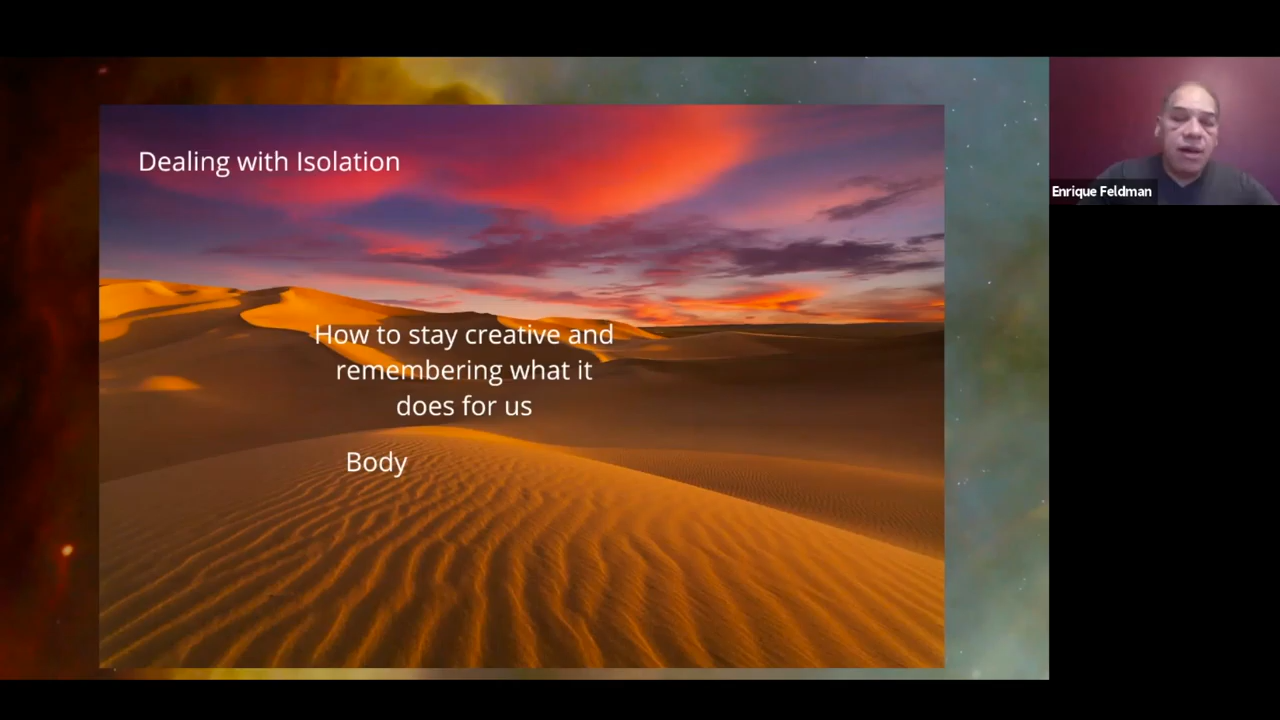 Dealing with Isolation
How to stay creative and
remembering what it
does for us
Body
Enrique Feldman